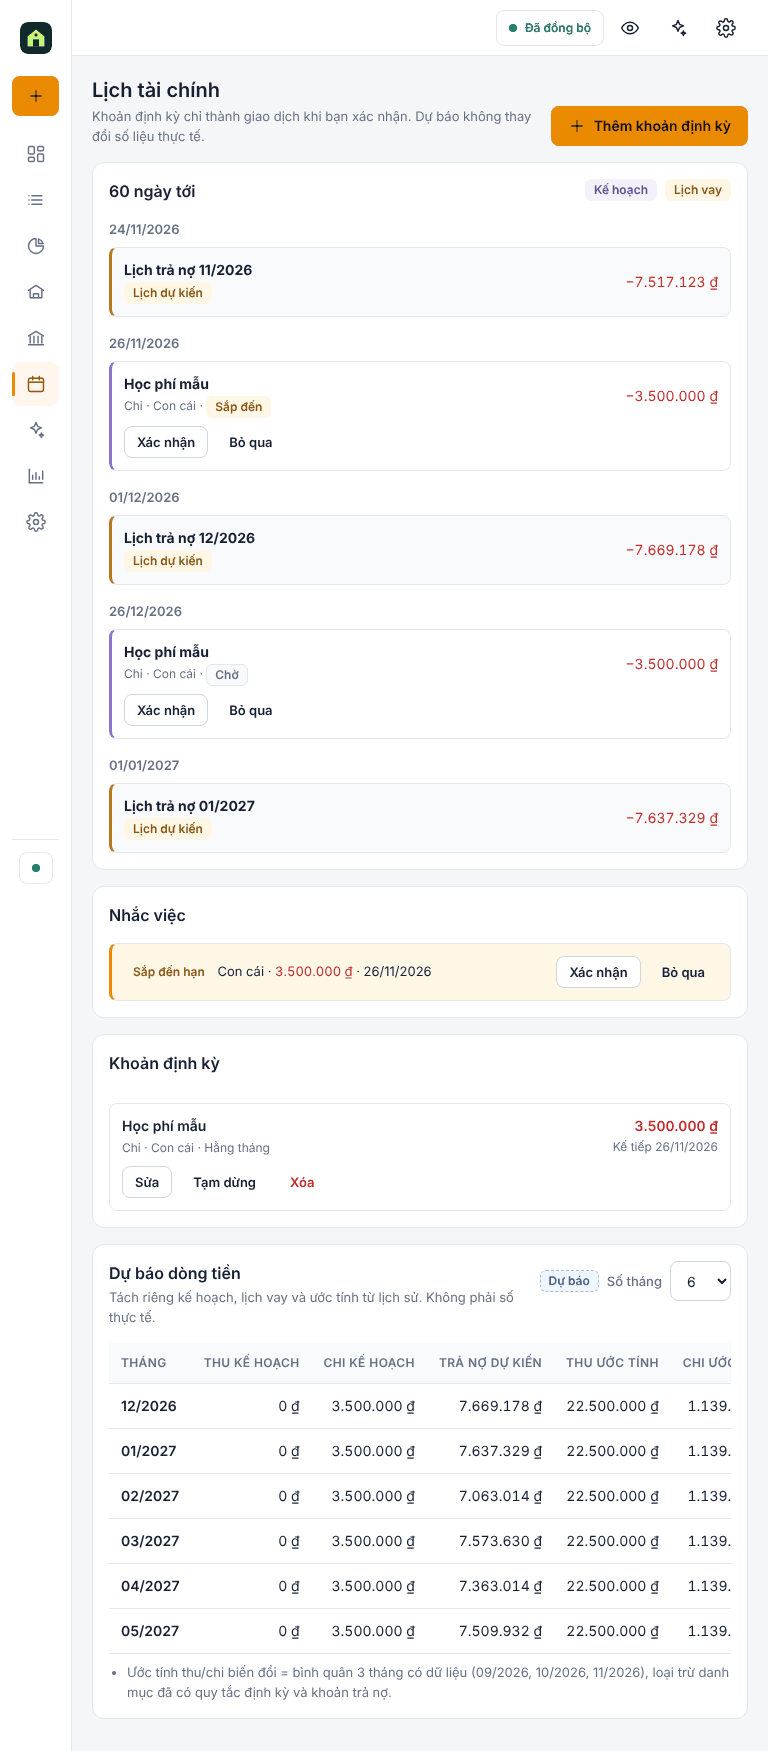 Đã đồng bộ
Lịch tài chính
Khoản định kỳ chỉ thành giao dịch khi bạn xác nhận. Dự báo không thay
đổi số liệu thực tế.
Thêm khoản định kỳ
60 ngày tới
Kế hoạch
Lịch vay
24/11/2026
Lịch trả nợ 11/2026
−7.517.123 ₫
Lịch dự kiến
26/11/2026
Học phí mẫu
−3.500.000 ₫
Chi · Con cái · Sắp đến
Xác nhận
Bỏ qua
01/12/2026
Lịch trả nợ 12/2026
−7.669.178 ₫
Lịch dự kiến
26/12/2026
Học phí mẫu
−3.500.000 ₫
Chi · Con cái · Chờ
Xác nhận
Bỏ qua
01/01/2027
Lịch trả nợ 01/2027
−7.637.329 ₫
Lịch dự kiến
Nhắc việc
Sắp đến hạn Con cái · 3.500.000 ₫ · 26/11/2026 Xác nhận Bỏ qua
Khoản định kỳ
Học phí mẫu 3.500.000 ₫
Chi · Con cái · Hằng tháng Kế tiếp 26/11/2026
Sửa Tạm dừng Xóa
Dự báo dòng tiền
Dự báo Số tháng 6
Tách riêng kế hoạch, lịch vay và ước tính từ lịch sử. Không phải số
thực tế.
THÁNG THU KẾ HOẠCH CHI KẾ HOẠCH TRẢ NỢ DỰ KIẾN THU ƯỚC TÍNH CHI ƯỚC
12/2026 0 ₫ 3.500.000 ₫ 7.669.178 ₫ 22.500.000 ₫ 1.139.
01/2027 0 ₫ 3.500.000 ₫ 7.637.329 ₫ 22.500.000 ₫ 1.139.
02/2027 0 ₫ 3.500.000 ₫ 7.063.014 ₫ 22.500.000 ₫ 1.139.
03/2027 0 ₫ 3.500.000 ₫ 7.573.630 ₫ 22.500.000 ₫ 1.139.
04/2027 0 ₫ 3.500.000 ₫ 7.363.014 ₫ 22.500.000 ₫ 1.139.
05/2027 0 ₫ 3.500.000 ₫ 7.509.932 ₫ 22.500.000 ₫ 1.139.
• Ước tính thu/chi biến đổi = bình quân 3 tháng có dữ liệu (09/2026, 10/2026, 11/2026), loại trừ danh
mục đã có quy tắc định kỳ và khoản trả nợ.